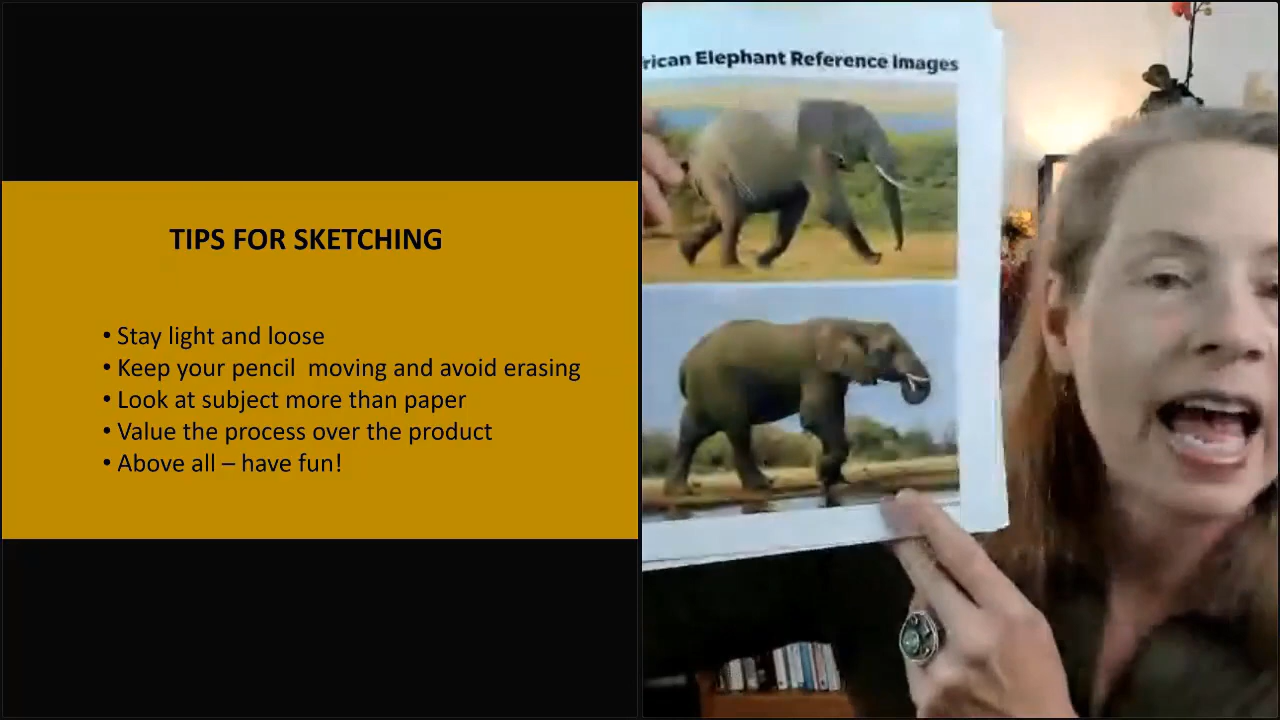 TIPS FOR SKETCHING
• Stay light and loose
• Keep your pencil  moving and avoid erasing
• Look at subject more than paper
• Value the process over the product
• Above all – have fun!
rican Elephant Reference Images